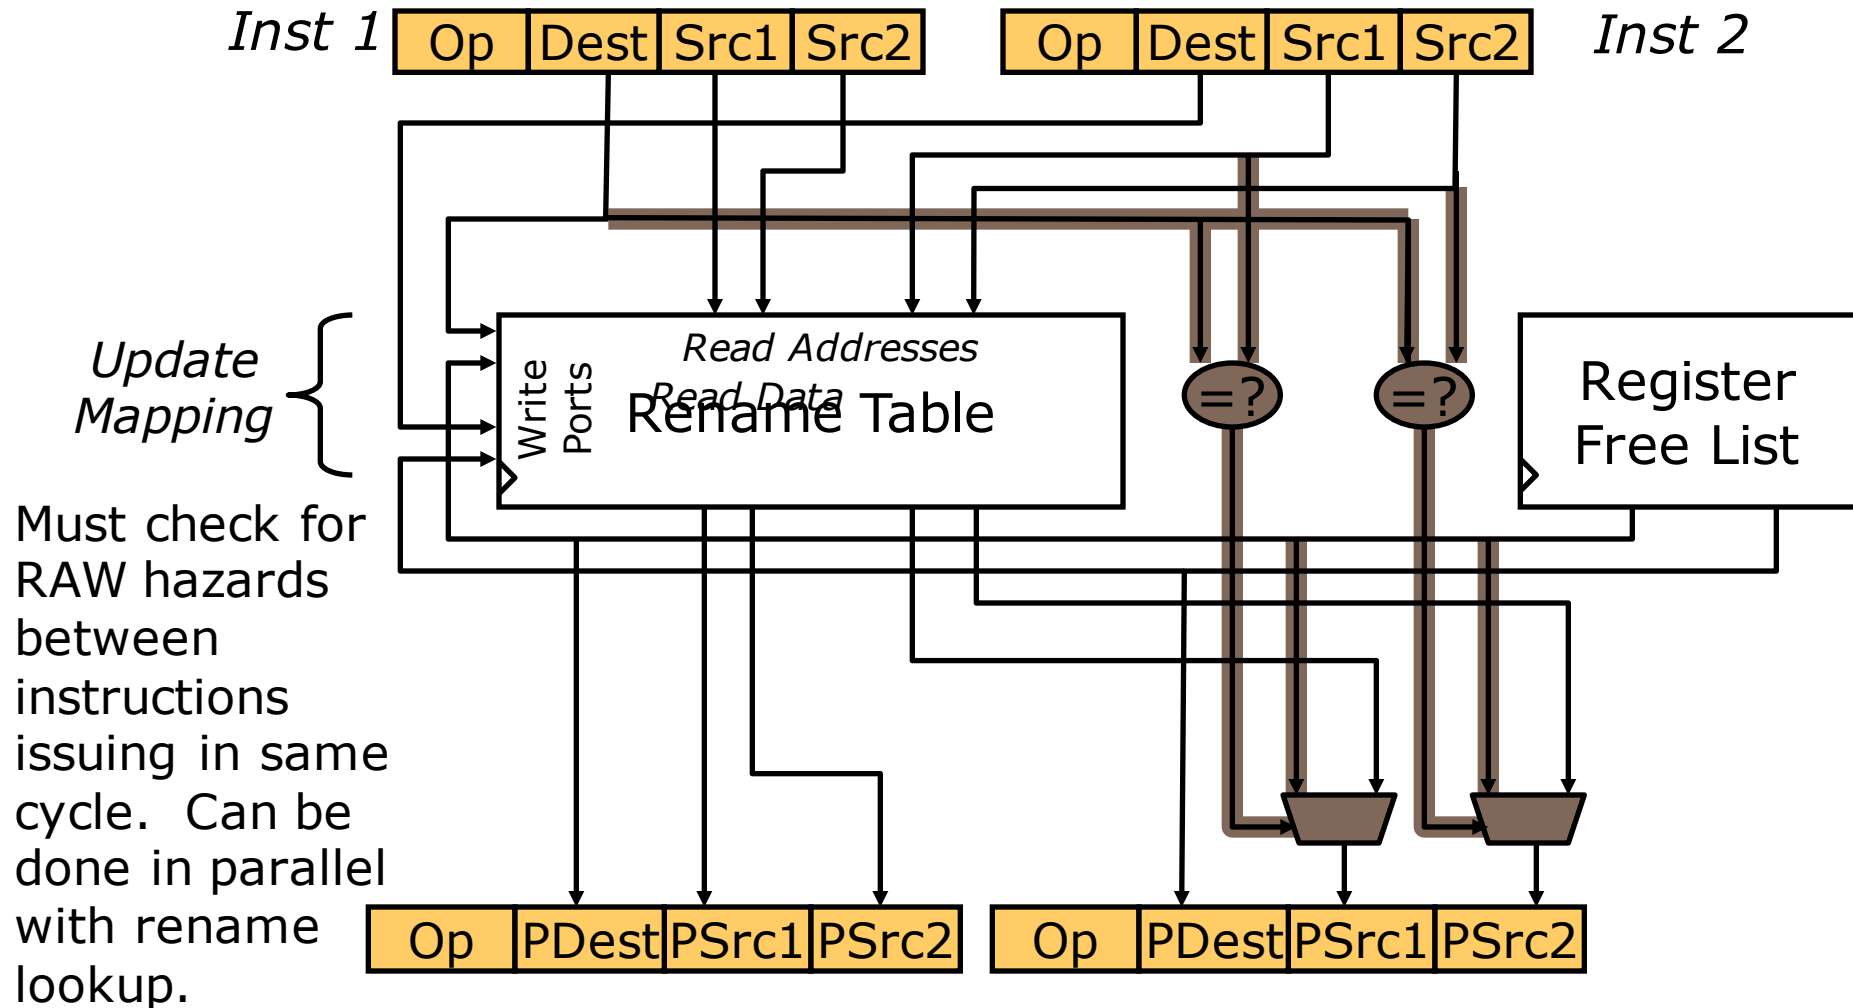 Inst 1
Op Dest Src1 Src2
Op Dest Src1 Src2
Inst 2
Update
Mapping
Write
Ports
Read Addresses
Read Data
Rename Table
=?
=?
Register
Free List
Must check for
RAW hazards
between
instructions
issuing in same
cycle. Can be
done in parallel
with rename
lookup.
Op PDest PSrc1 PSrc2
Op PDest PSrc1 PSrc2